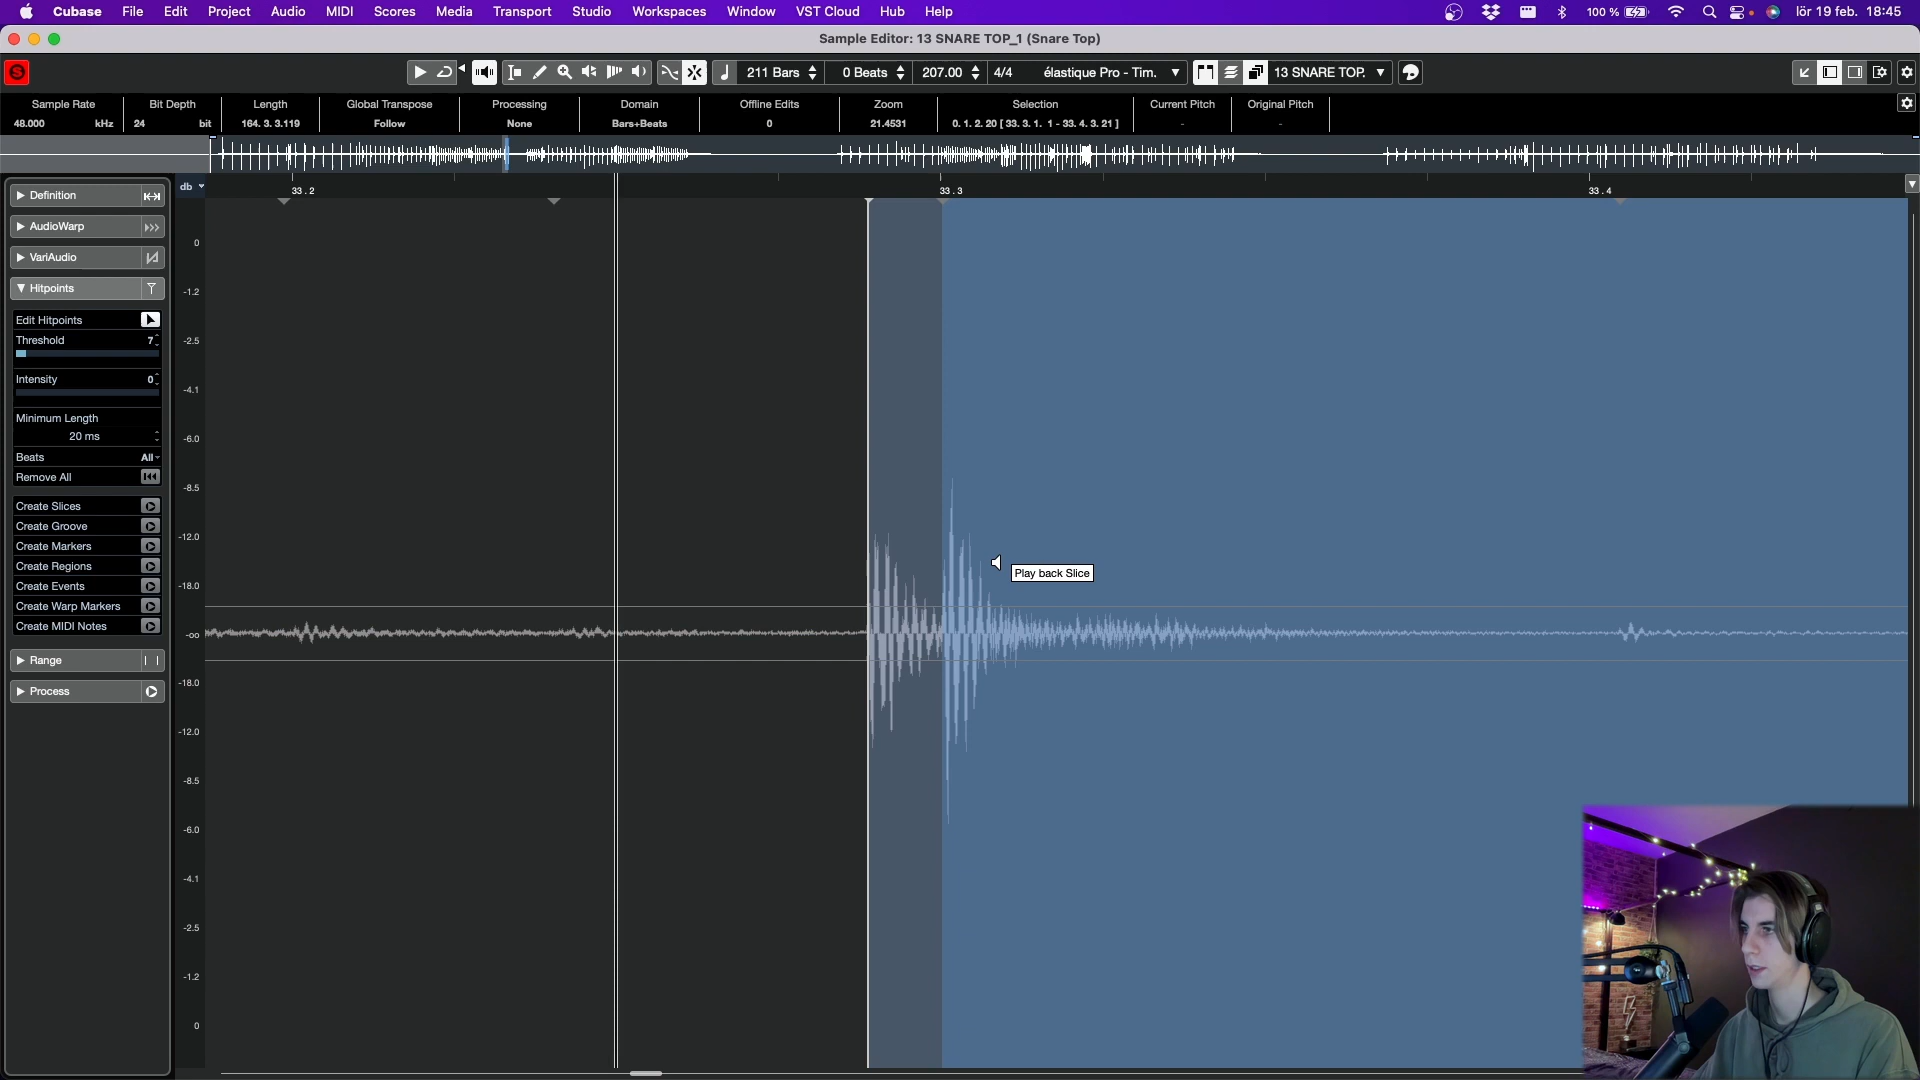 Cubase File Edit Project Audio MIDI Scores Media Transport Studio Workspaces Window VST Cloud Hub Help 100 % lör 19 feb. 18:45
Sample Editor: 13 SNARE TOP_1 (Snare Top)
S 211 Bars 0 Beats 207.00 4/4 élastique Pro - Tim. 13 SNARE TOP.
Sample Rate Bit Depth Length Global Transpose Processing Domain Offline Edits Zoom Selection Current Pitch Original Pitch
48.000 kHz 24 bit 164. 3. 3.119 Follow None Bars+Beats 0 21.4531 0. 1. 2. 20 [ 33. 3. 1. 1 - 33. 4. 3. 21 ] - -
db 33.2 33.3 33.4
Definition
AudioWarp
VariAudio
Hitpoints
Edit Hitpoints
Threshold 7
Intensity 0
Minimum Length
20 ms
Beats All
Remove All
Create Slices
Create Groove
Create Markers
Create Regions
Create Events
Create Warp Markers
Create MIDI Notes
Range
Process
0
-1.2
-2.5
-4.1
-6.0
-8.5
-12.0
-18.0
-oo
-18.0
-12.0
-8.5
-6.0
-4.1
-2.5
-1.2
0
Play back Slice